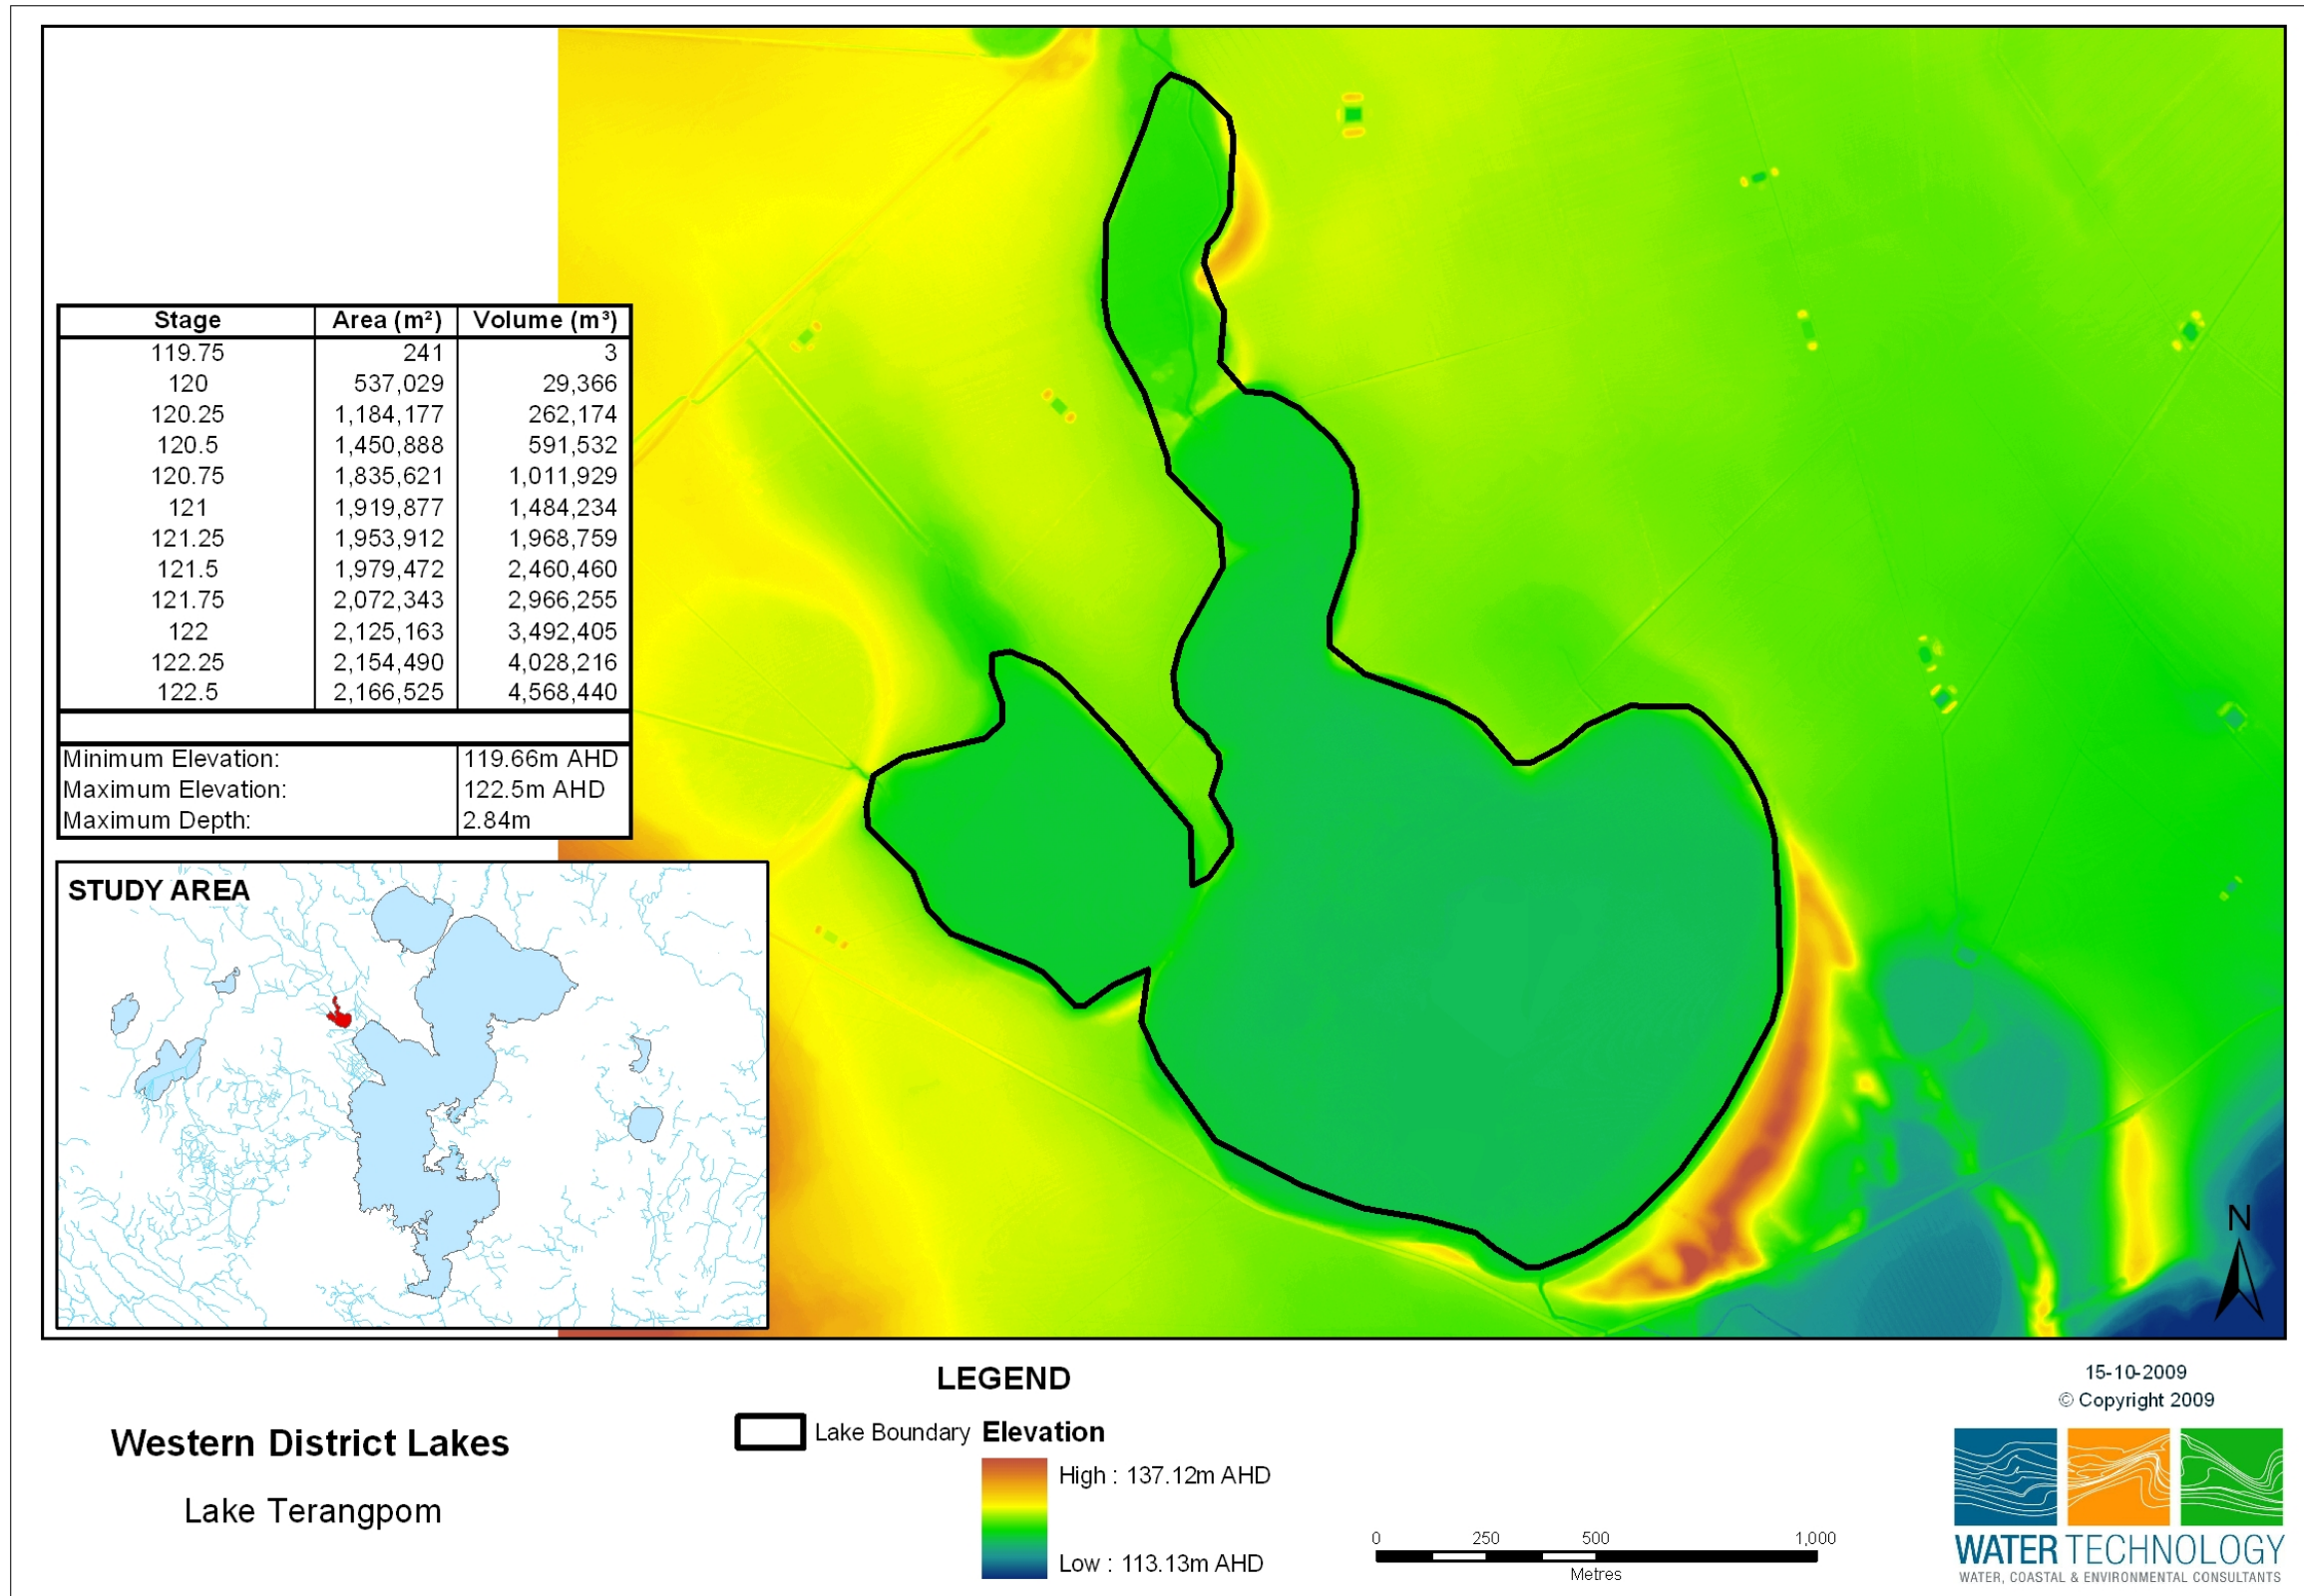 Stage Area (m²) Volume (m³)
119.75 241 3
120 537,029 29,366
120.25 1,184,177 262,174
120.5 1,450,888 591,532
120.75 1,835,621 1,011,929
121 1,919,877 1,484,234
121.25 1,953,912 1,968,759
121.5 1,979,472 2,460,460
121.75 2,072,343 2,966,255
122 2,125,163 3,492,405
122.25 2,154,490 4,028,216
122.5 2,166,525 4,568,440
Minimum Elevation: 119.66m AHD
Maximum Elevation: 122.5m AHD
Maximum Depth: 2.84m
STUDY AREA
N
Western District Lakes
Lake Terangpom
LEGEND
Lake Boundary
Elevation
High : 137.12m AHD
Low : 113.13m AHD
0 250 500 1,000
Metres
15-10-2009
© Copyright 2009
WATER TECHNOLOGY
WATER, COASTAL & ENVIRONMENTAL CONSULTANTS